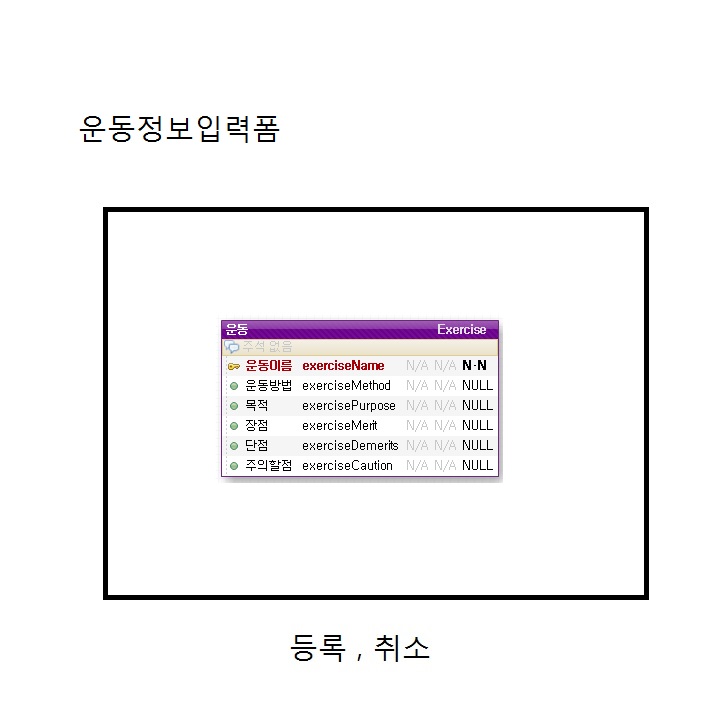 운동정보입력폼
운동 Exercise
주석 없음
운동이름 exerciseName N/A N/A N-N
운동방법 exerciseMethod N/A N/A NULL
목적 exercisePurpose N/A N/A NULL
장점 exerciseMerit N/A N/A NULL
단점 exerciseDemerits N/A N/A NULL
주의할점 exerciseCaution N/A N/A NULL
등록 , 취소